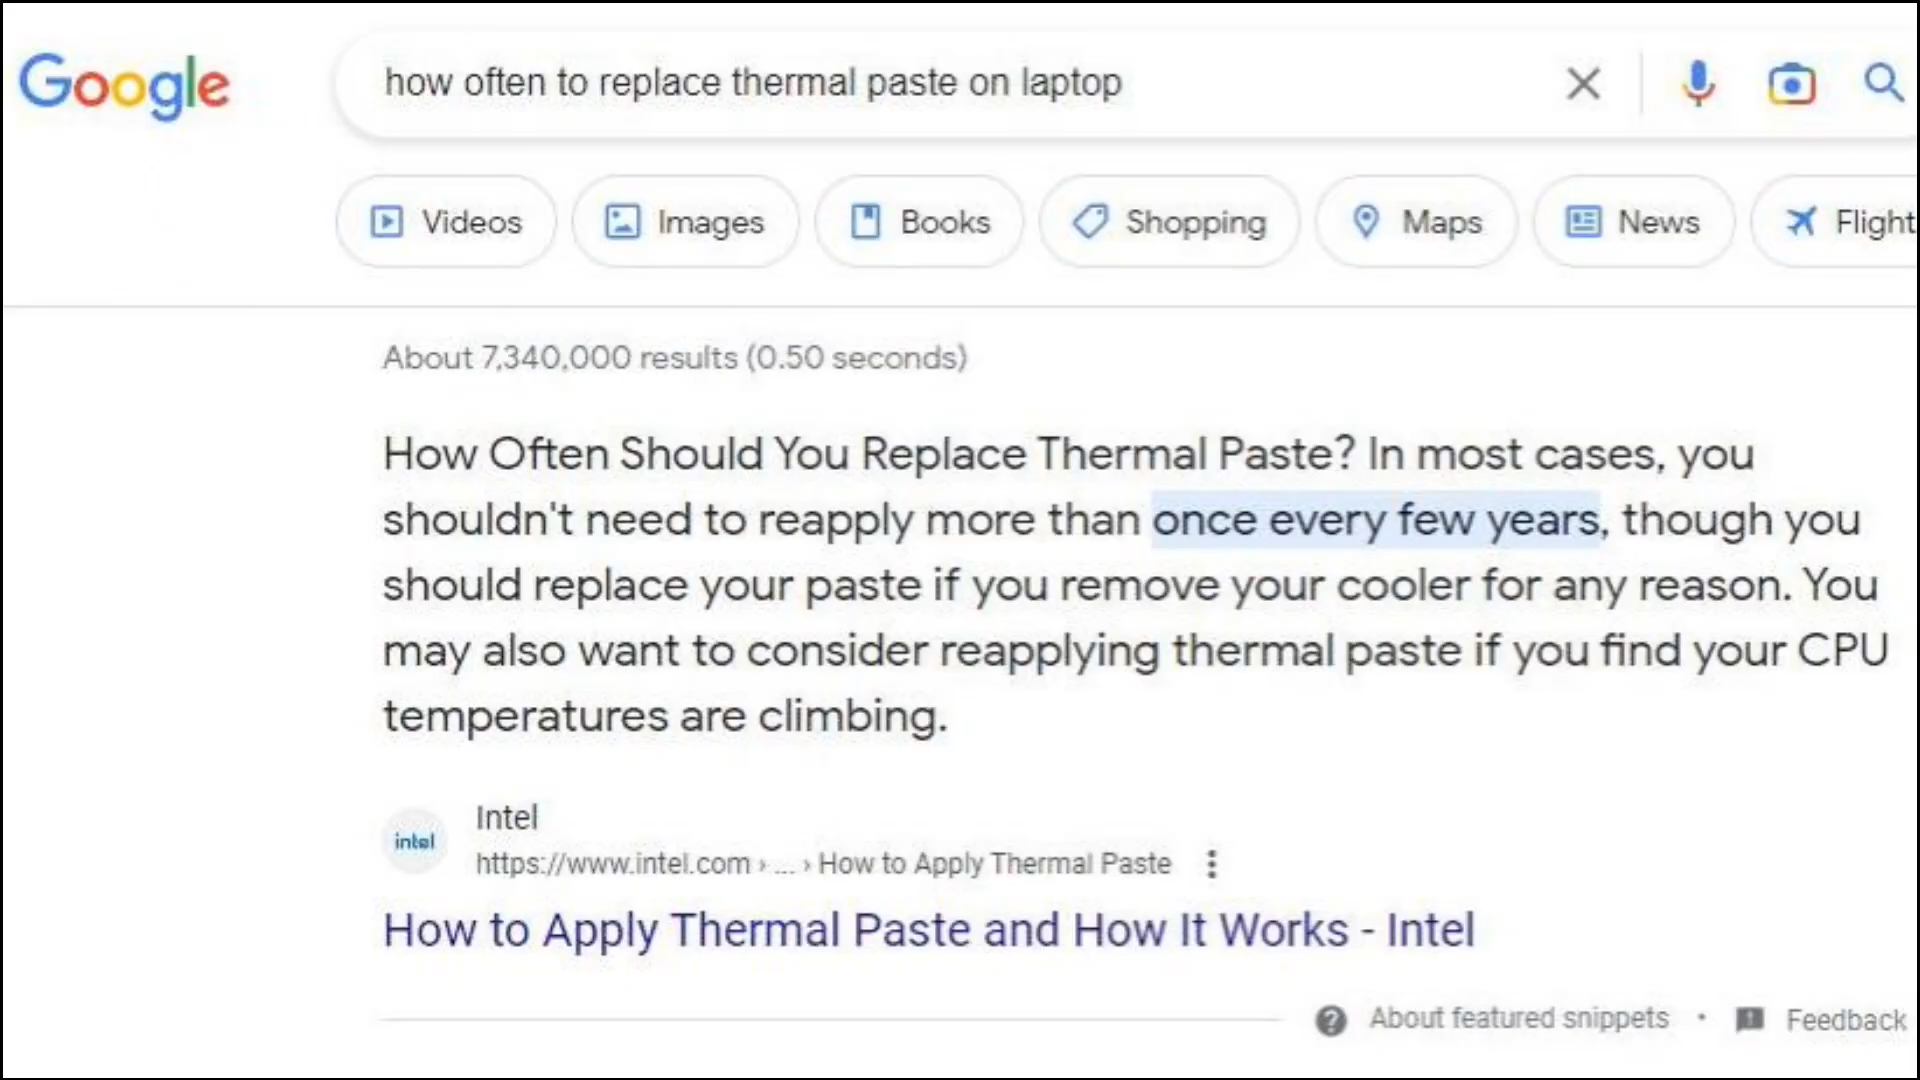 Google
how often to replace thermal paste on laptop
Videos
Images
Books
Shopping
Maps
News
Flight
About 7,340,000 results (0.50 seconds)
How Often Should You Replace Thermal Paste? In most cases, you
shouldn't need to reapply more than once every few years, though you
should replace your paste if you remove your cooler for any reason. You
may also want to consider reapplying thermal paste if you find your CPU
temperatures are climbing.
intel
Intel
https://www.intel.com › ... › How to Apply Thermal Paste
How to Apply Thermal Paste and How It Works - Intel
About featured snippets • Feedback